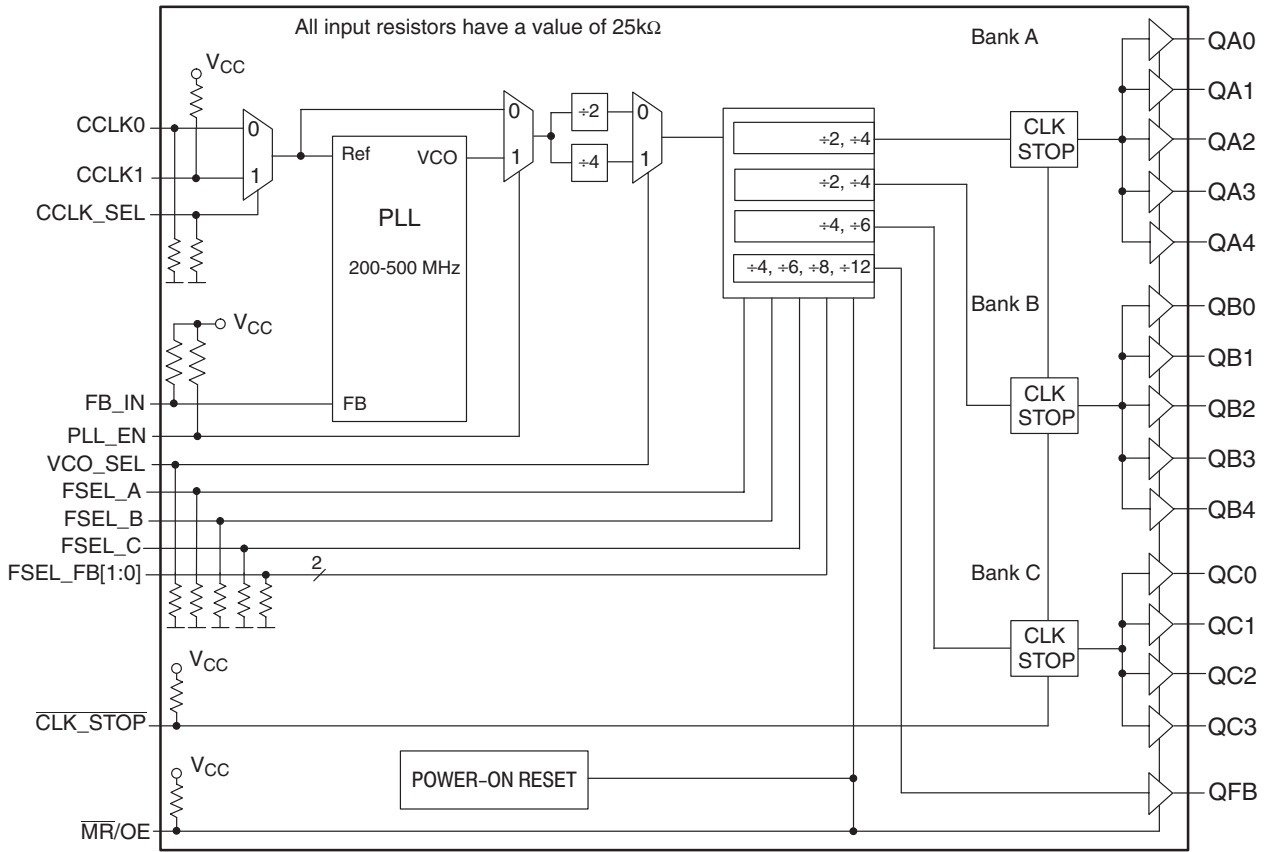 All input resistors have a value of 25kΩ
Bank A
VCC
CCLK0
CCLK1
CCLK_SEL
0
1
Ref
VCO
PLL
200-500 MHz
FB
0
1
÷2
÷4
0
1
÷2, ÷4
÷2, ÷4
÷4, ÷6
÷4, ÷6, ÷8, ÷12
CLK
STOP
QA0
QA1
QA2
QA3
QA4
VCC
FB_IN
PLL_EN
VCO_SEL
FSEL_A
FSEL_B
FSEL_C
FSEL_FB[1:0]
2
Bank B
CLK
STOP
QB0
QB1
QB2
QB3
QB4
Bank C
CLK
STOP
QC0
QC1
QC2
QC3
VCC
CLK_STOP
VCC
POWER-ON RESET
MR/OE
QFB